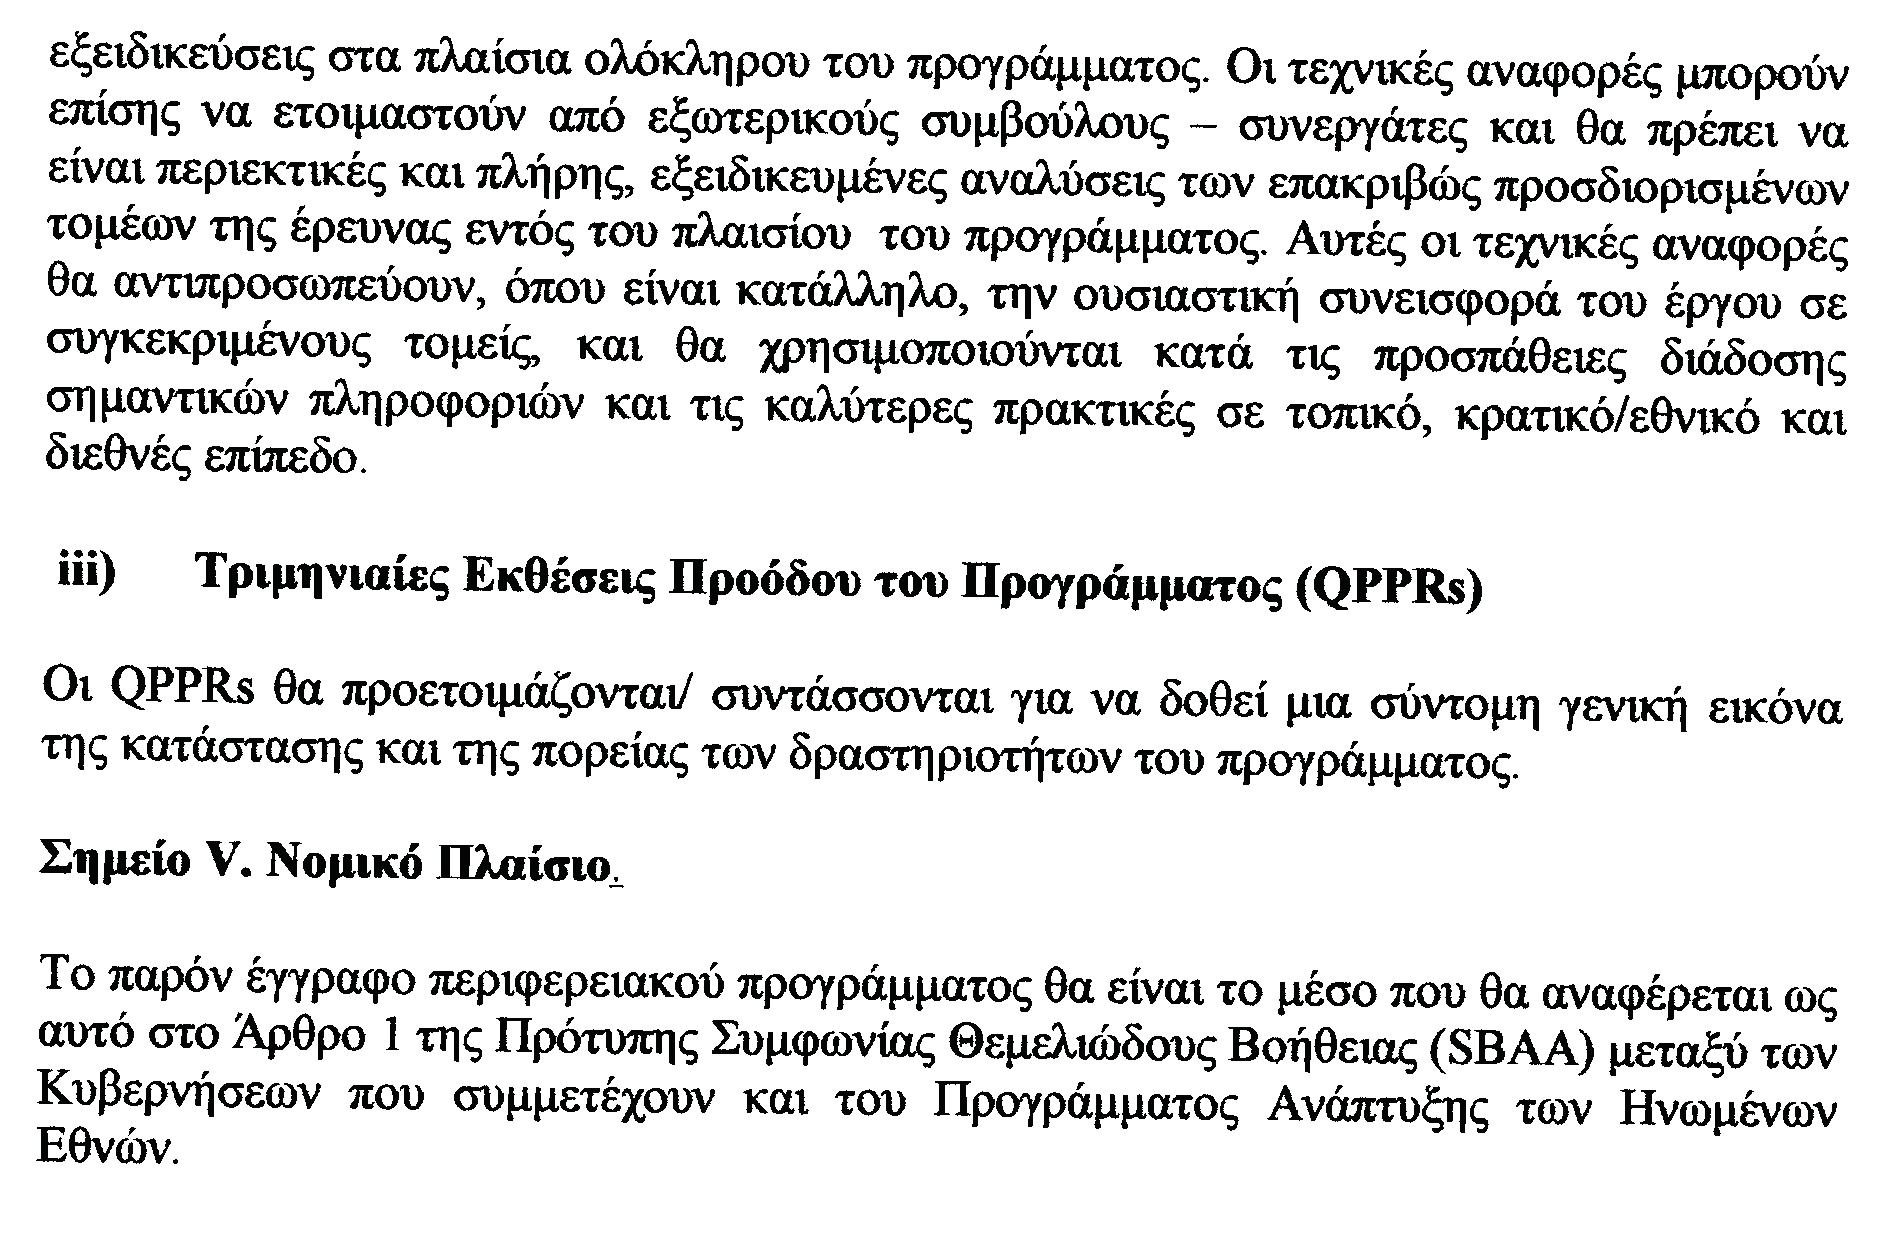 εξειδικεύσεις στα πλαίσια ολόκληρου του προγράμματος. Οι τεχνικές αναφορές μπορούν
επίσης να ετοιμαστούν από εξωτερικούς συμβούλους – συνεργάτες και θα πρέπει να
είναι περιεκτικές και πλήρης, εξειδικευμένες αναλύσεις των επακριβώς προσδιορισμένων
τομέων της έρευνας εντός του πλαισίου του προγράμματος. Αυτές οι τεχνικές αναφορές
θα αντιπροσωπεύουν, όπου είναι κατάλληλο, την ουσιαστική συνεισφορά του έργου σε
συγκεκριμένους τομείς, και θα χρησιμοποιούνται κατά τις προσπάθειες διάδοσης
σημαντικών πληροφοριών και τις καλύτερες πρακτικές σε τοπικό, κρατικό/εθνικό και
διεθνές επίπεδο.
iii) Τριμηνιαίες Εκθέσεις Προόδου του Προγράμματος (QPPRs)
Οι QPPRs θα προετοιμάζονται/ συντάσσονται για να δοθεί μια σύντομη γενική εικόνα
της κατάστασης και της πορείας των δραστηριοτήτων του προγράμματος.
Σημείο V. Νομικό Πλαίσιο.
Το παρόν έγγραφο περιφερειακού προγράμματος θα είναι το μέσο που θα αναφέρεται ως
αυτό στο Άρθρο 1 της Πρότυπης Συμφωνίας Θεμελιώδους Βοήθειας (SBAA) μεταξύ των
Κυβερνήσεων που συμμετέχουν και του Προγράμματος Ανάπτυξης των Ηνωμένων
Εθνών.